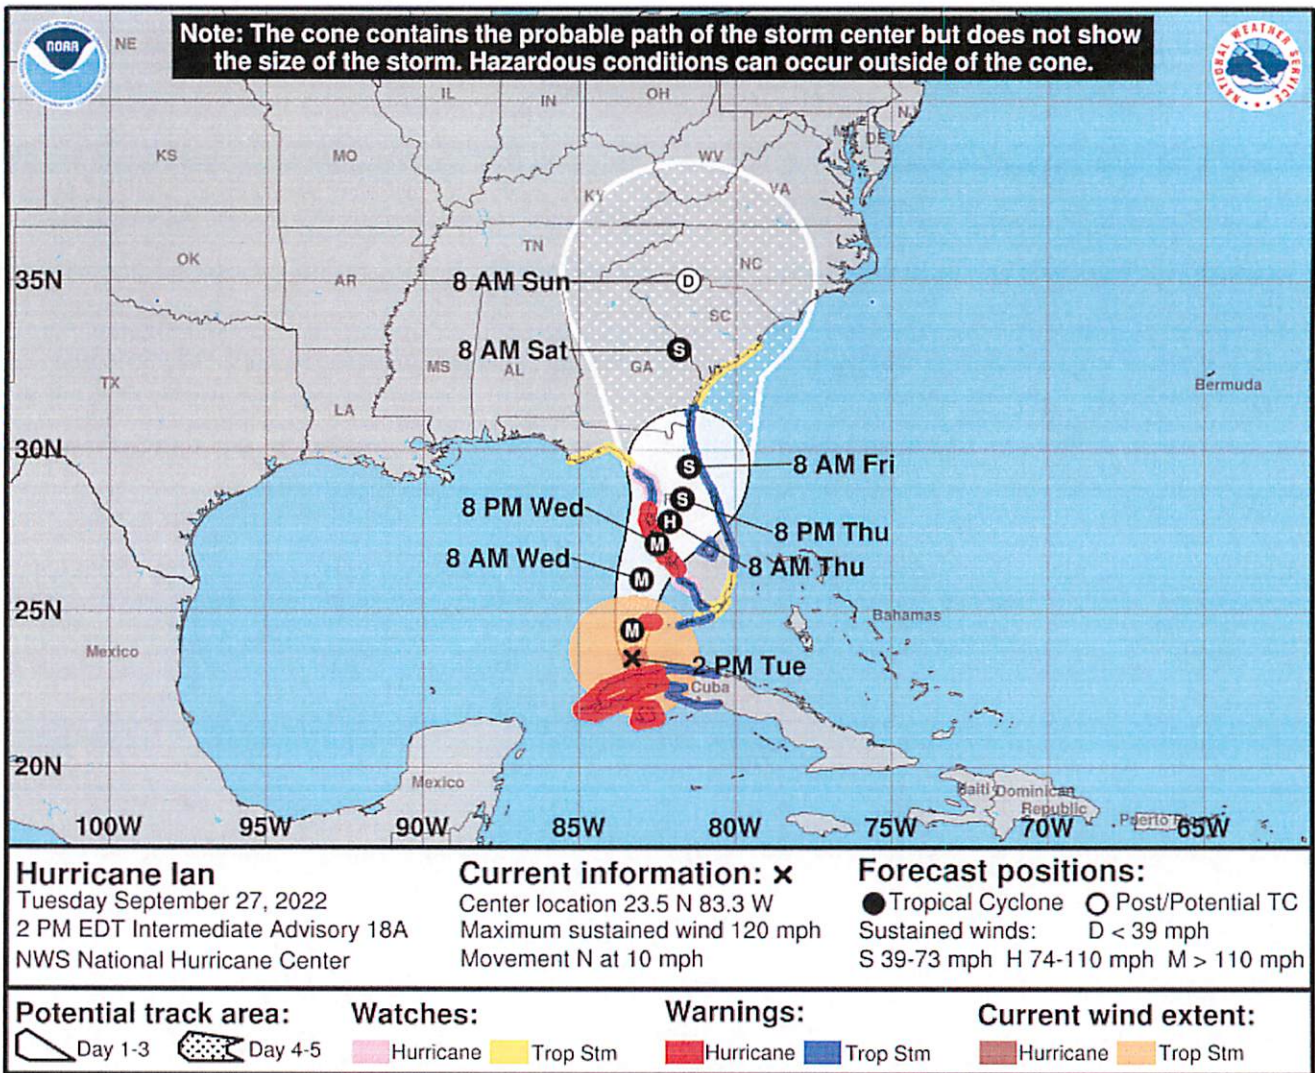 Note: The cone contains the probable path of the storm center but does not show
the size of the storm. Hazardous conditions can occur outside of the cone.
NOAA
NATIONAL WEATHER SERVICE
NE
IL
IN
OH
NJ
DE
KS
MO
WV
KY
VA
OK
TN
NC
AR
35N
8 AM Sun
D
SC
8 AM Sat
S
TX
MS
AL
GA
Bermuda
LA
30N
S
8 AM Fri
8 PM Wed
S
H
8 PM Thu
M
8 AM Wed
8 AM Thu
M
25N
M
Bahamas
Mexico
2 PM Tue
Cuba
20N
Mexico
Haiti
Dominican
Republic
100W
95W
90W
85W
80W
75W
70W
65W
Hurricane Ian
Tuesday September 27, 2022
2 PM EDT Intermediate Advisory 18A
NWS National Hurricane Center
Current information: x
Center location 23.5 N 83.3 W
Maximum sustained wind 120 mph
Movement N at 10 mph
Forecast positions:
Tropical Cyclone Post/Potential TC
Sustained winds: D < 39 mph
S 39-73 mph H 74-110 mph M > 110 mph
Potential track area:
Day 1-3 Day 4-5
Watches:
Hurricane Trop Stm
Warnings:
Hurricane Trop Stm
Current wind extent:
Hurricane Trop Stm